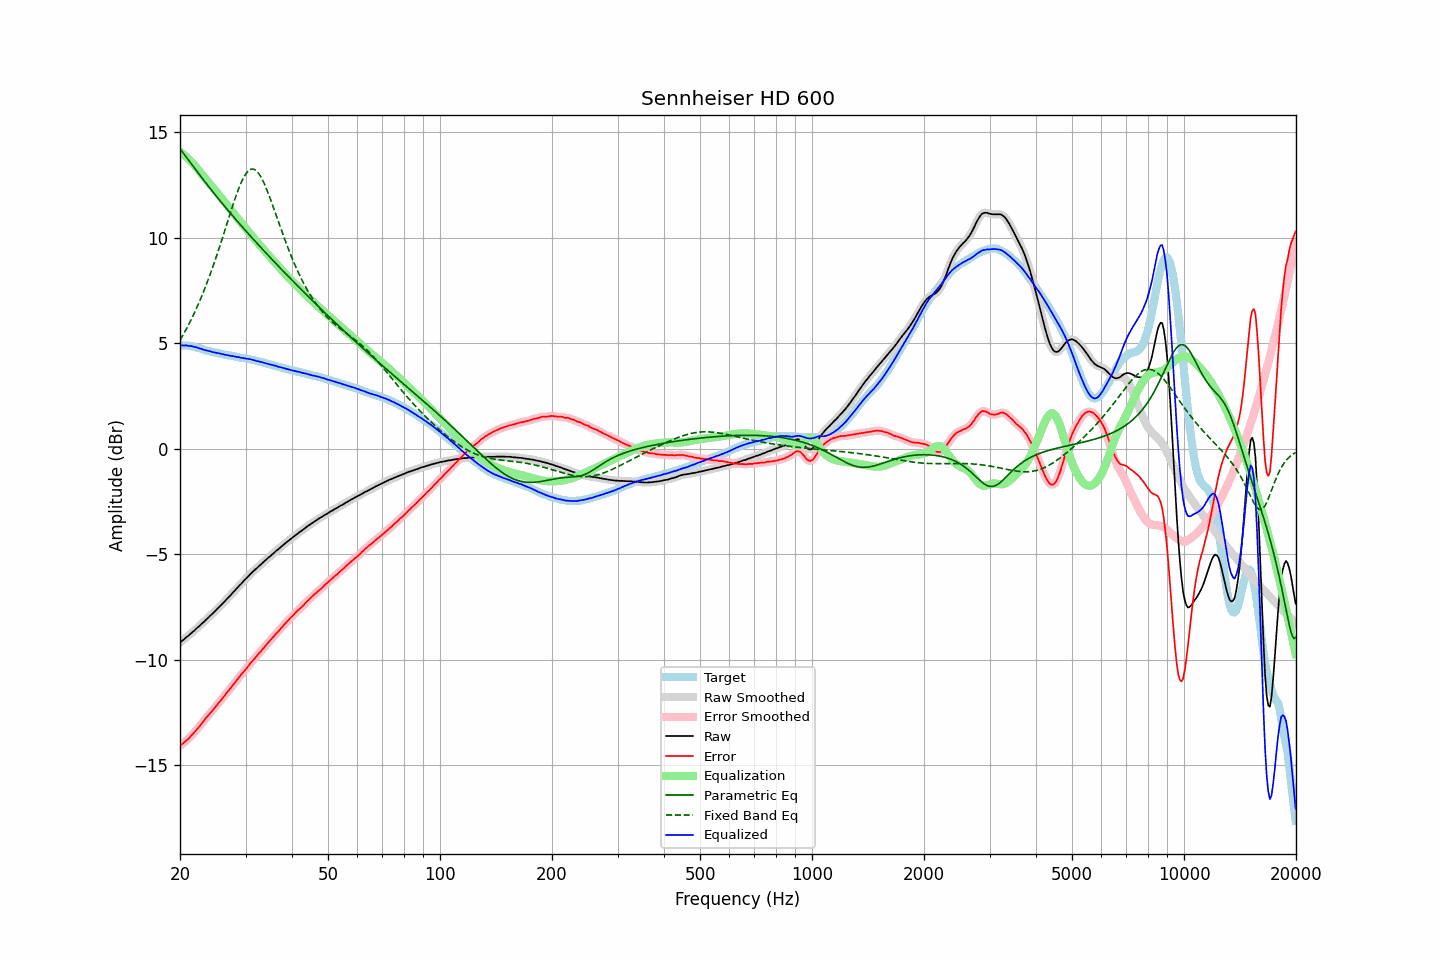 Sennheiser HD 600
Amplitude (dBr)
15
10
5
0
−5
−10
−15
Target
Raw Smoothed
Error Smoothed
Raw
Error
Equalization
Parametric Eq
Fixed Band Eq
Equalized
20 50 100 200 500 1000 2000 5000 10000 20000
Frequency (Hz)